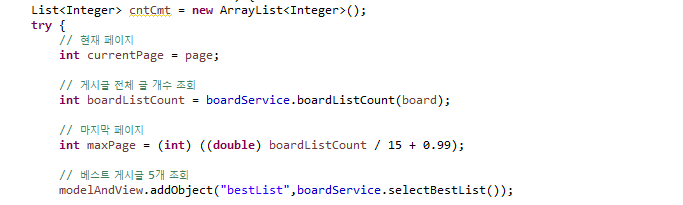 List<Integer> cntCmt = new ArrayList<Integer>();
try {
// 현재 페이지
int currentPage = page;
// 게시글 전체 글 개수 조회
int boardListCount = boardService.boardListCount(board);
// 마지막 페이지
int maxPage = (int) ((double) boardListCount / 15 + 0.99);
// 베스트 게시글 5개 조회
modelAndView.addObject("bestList",boardService.selectBestList());